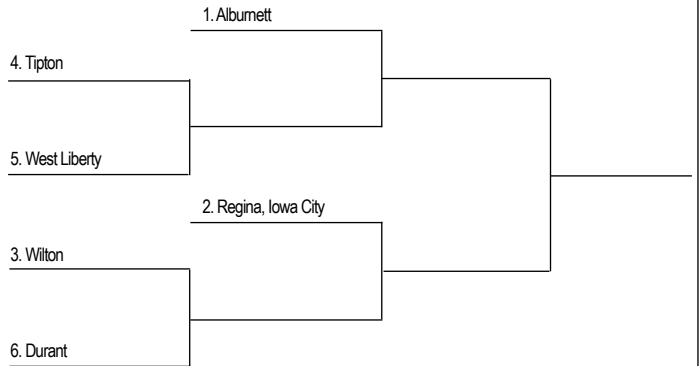 1. Alburnett
4. Tipton
5. West Liberty
2. Regina, Iowa City
3. Wilton
6. Durant